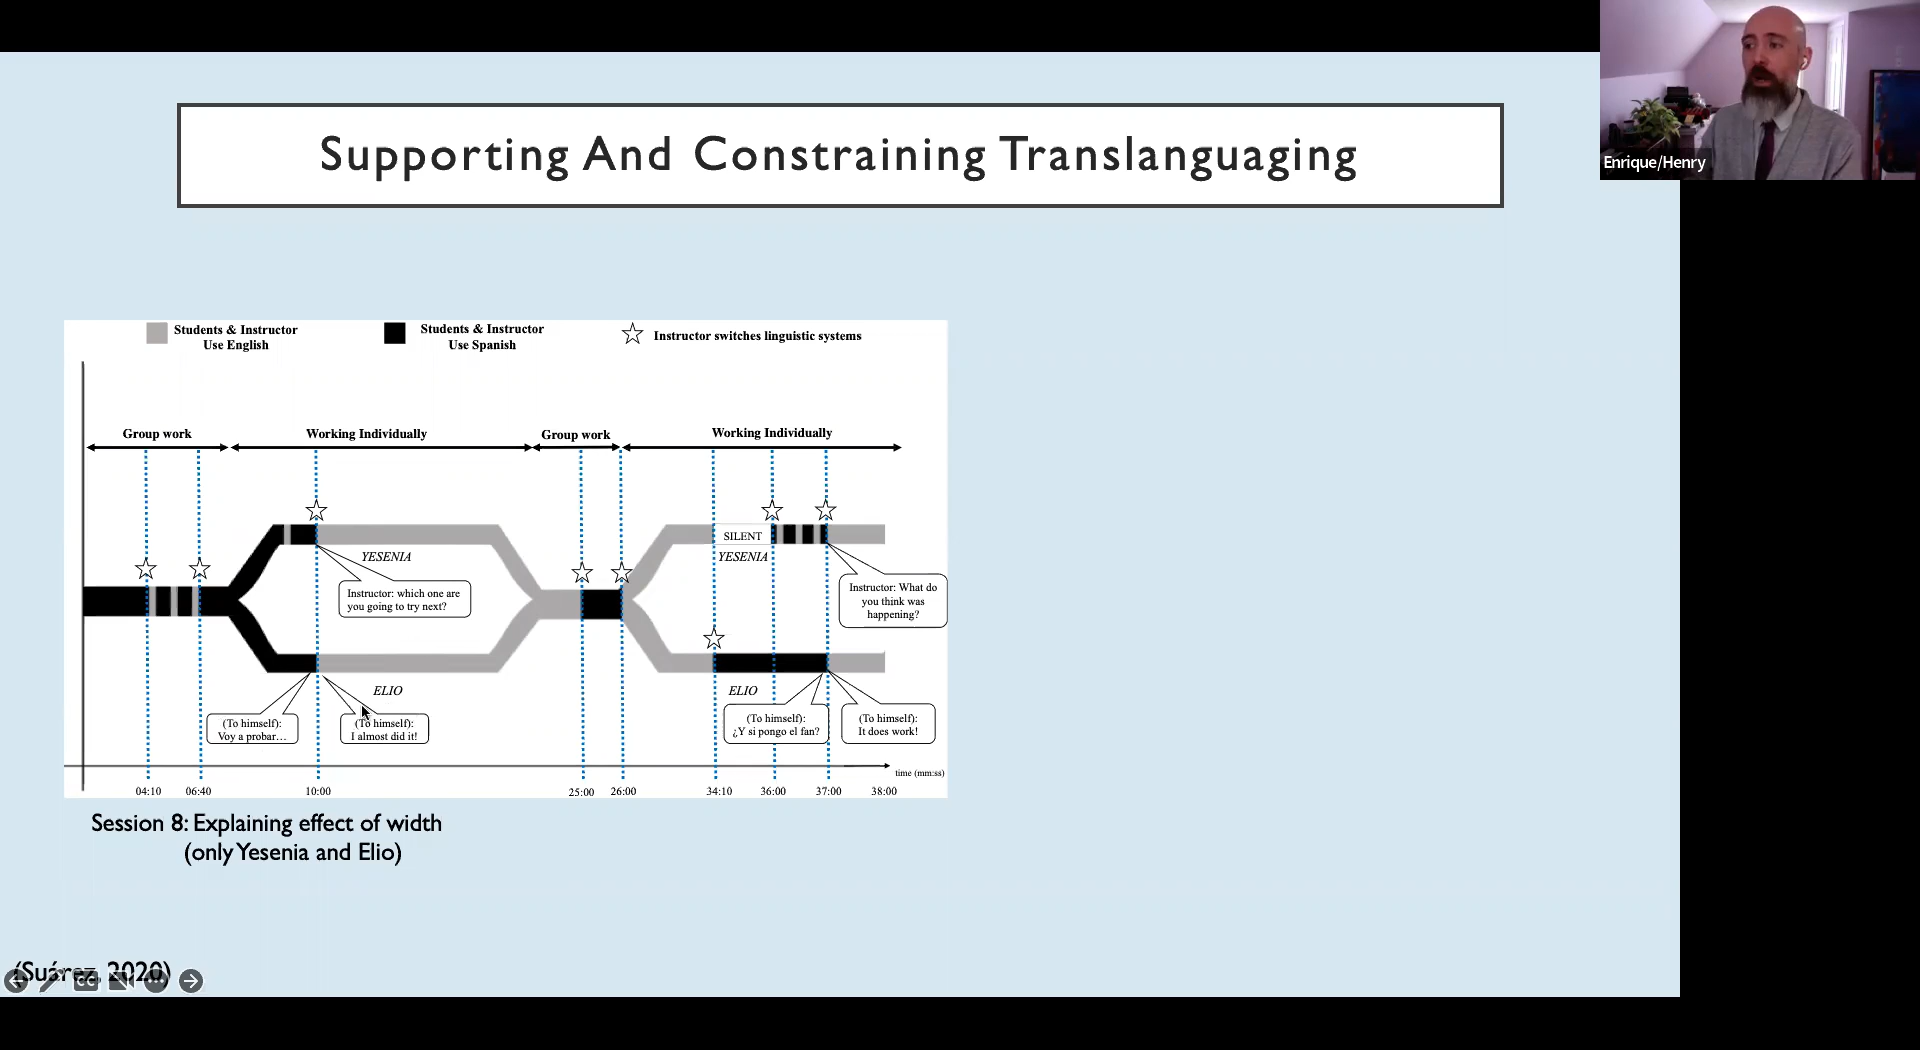 Supporting And Constraining Translanguaging
Enrique/Henry
Students & Instructor
Use English
Students & Instructor
Use Spanish
Instructor switches linguistic systems
Group work
Working Individually
Group work
Working Individually
SILENT
YESENIA
YESENIA
Instructor: which one are
you going to try next?
Instructor: What do
you think was
happening?
ELIO
ELIO
(To himself):
Voy a probar…
(To himself):
I almost did it!
(To himself):
¿Y si pongo el fan?
(To himself):
It does work!
time (mm:ss)
04:10
06:40
10:00
25:00
26:00
34:10
36:00
37:00
38:00
Session 8: Explaining effect of width
(only Yesenia and Elio)
(Suárez, 2020)
CC